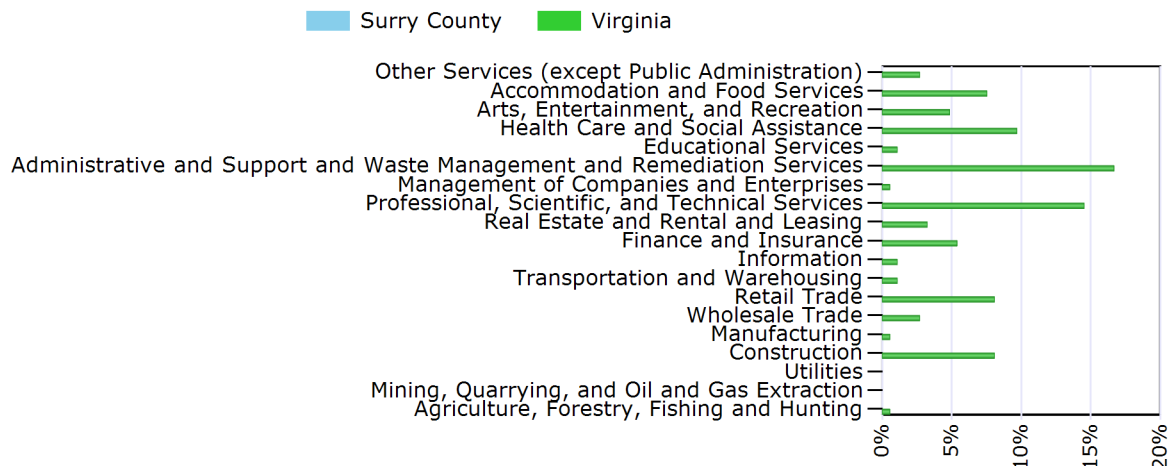 Surry County Virginia
Other Services (except Public Administration)
Accommodation and Food Services
Arts, Entertainment, and Recreation
Health Care and Social Assistance
Educational Services
Administrative and Support and Waste Management and Remediation Services
Management of Companies and Enterprises
Professional, Scientific, and Technical Services
Real Estate and Rental and Leasing
Finance and Insurance
Information
Transportation and Warehousing
Retail Trade
Wholesale Trade
Manufacturing
Construction
Utilities
Mining, Quarrying, and Oil and Gas Extraction
Agriculture, Forestry, Fishing and Hunting
0% 5% 10% 15% 20%